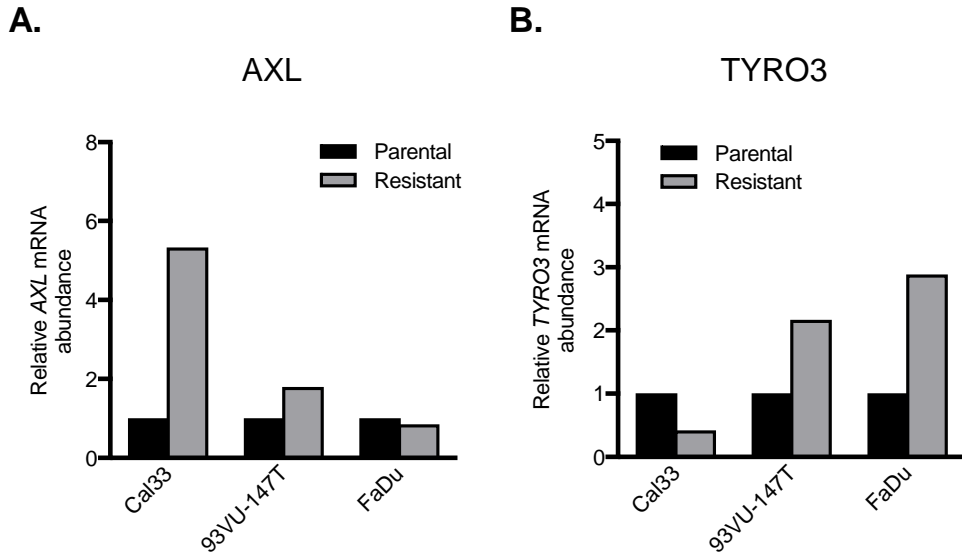 A.
AXL
Relative AXL mRNA
abundance
8
6
4
2
0
Parental
Resistant
Cal33
93VU-147T
FaDu
B.
TYRO3
Relative TYRO3 mRNA
abundance
5
4
3
2
1
0
Parental
Resistant
Cal33
93VU-147T
FaDu